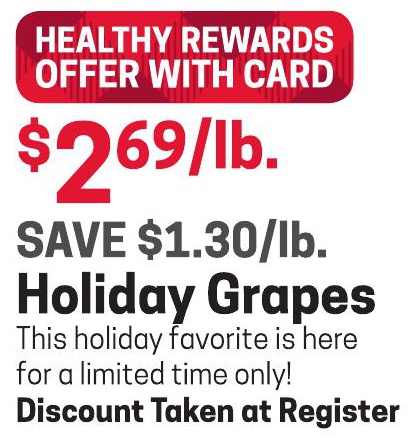 HEALTHY REWARDS
OFFER WITH CARD
$2 69/lb.
SAVE $1.30/lb.
Holiday Grapes
This holiday favorite is here
for a limited time only!
Discount Taken at Register